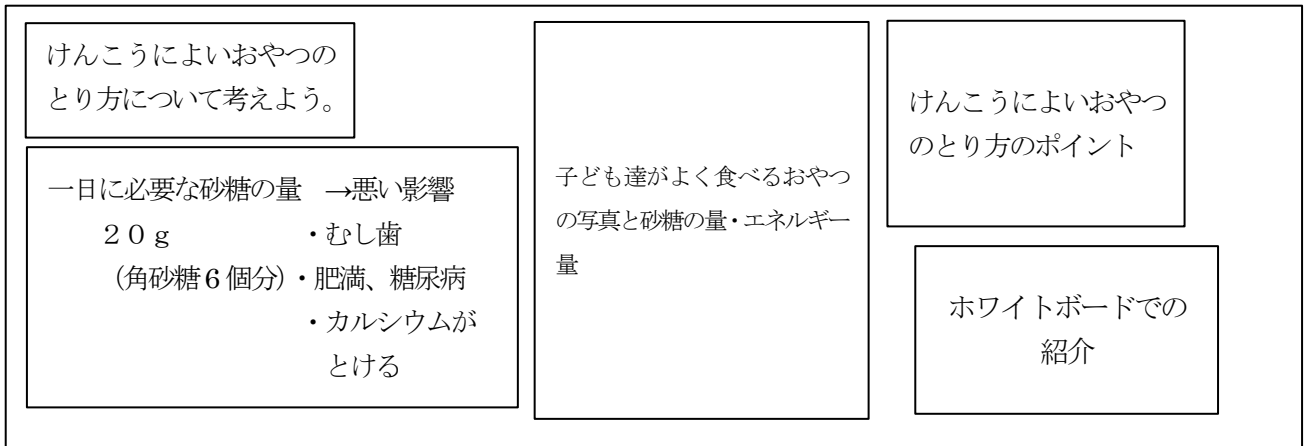 けんこうによいおやつの
とり方について考えよう。
一日に必要な砂糖の量　→悪い影響
２０ｇ　・むし歯
（角砂糖６個分）・肥満、糖尿病
・カルシウムが
とける
子ども達がよく食べるおやつ
の写真と砂糖の量・エネルギー
量
けんこうによいおやつ
のとり方のポイント
ホワイトボードでの
紹介